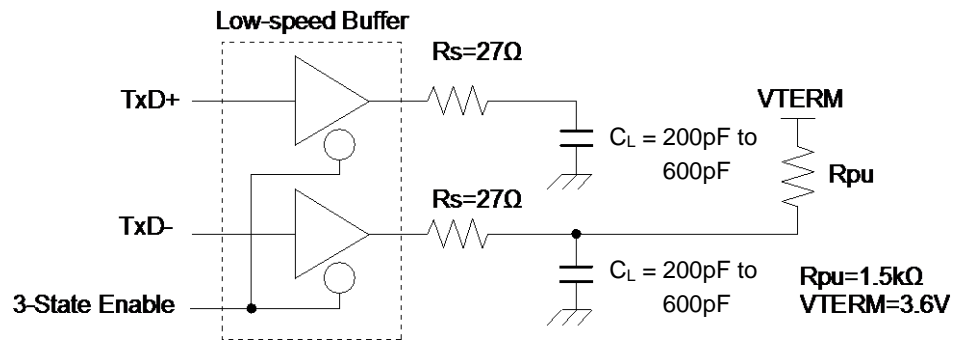 Low-speed Buffer
Rs=27Ω
TxD+
VTERM
CL = 200pF to
600pF
Rpu
Rs=27Ω
TxD-
CL = 200pF to
600pF
Rpu=1.5kΩ
VTERM=3.6V
3-State Enable